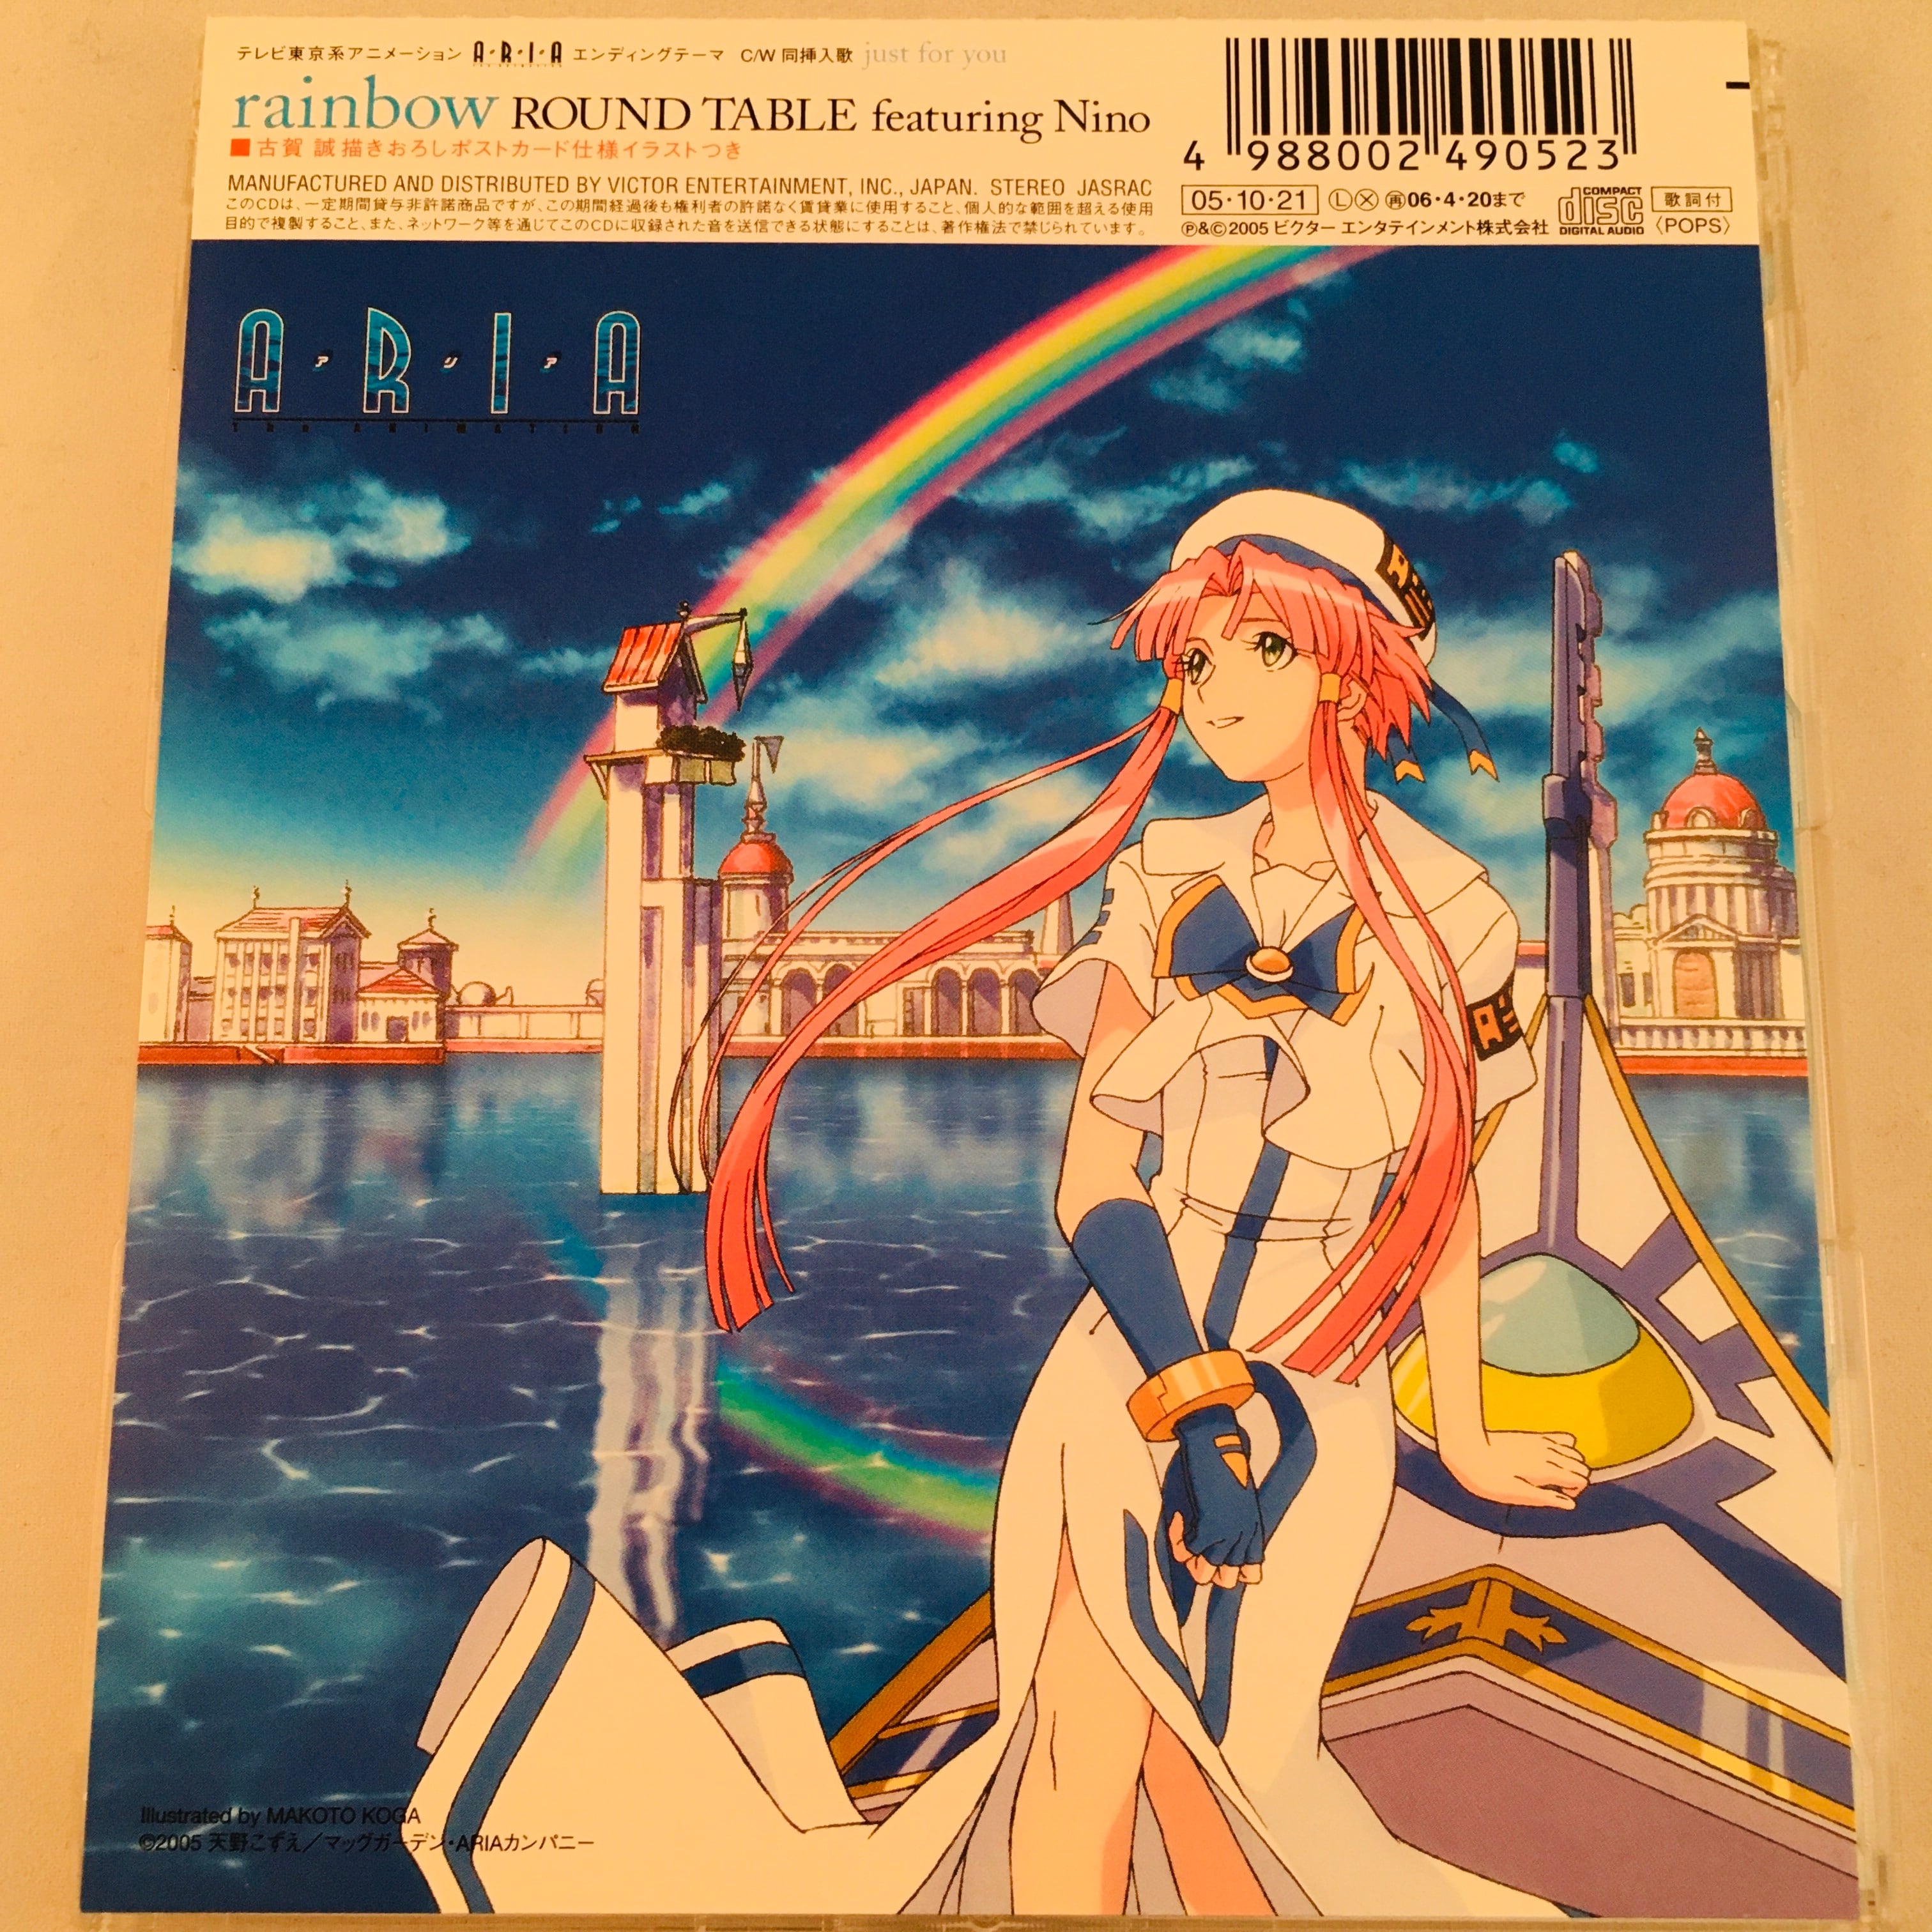 テレビ東京系アニメーション A・R・I・A エンディングテーマ C/W 同挿入歌 just for you
rainbow ROUND TABLE featuring Nino
■古賀 誠描きおろしポストカード仕様イラストつき
MANUFACTURED AND DISTRIBUTED BY VICTOR ENTERTAINMENT, INC., JAPAN. STEREO JASRAC
このCDは、一定期間貸与非許諾商品ですが、この期間経過後も権利者の許諾なく賃貸業に使用すること、個人的な範囲を超える使用
目的で複製すること、また、ネットワーク等を通じてこのCDに収録された音を送信できる状態にすることは、著作権法で禁じられています。
4 988002 490523
05・10・21 Ⓛ Ⓧ ㊢06・4・20まで
COMPACT disc DIGITAL AUDIO
歌詞付
℗&©2005 ビクター エンタテインメント株式会社
〈POPS〉
A・R・I・A
ア リ ア
THE ANIMATION
Illustrated by MAKOTO KOGA
©2005 天野こずえ/マッグガーデン・ARIAカンパニー